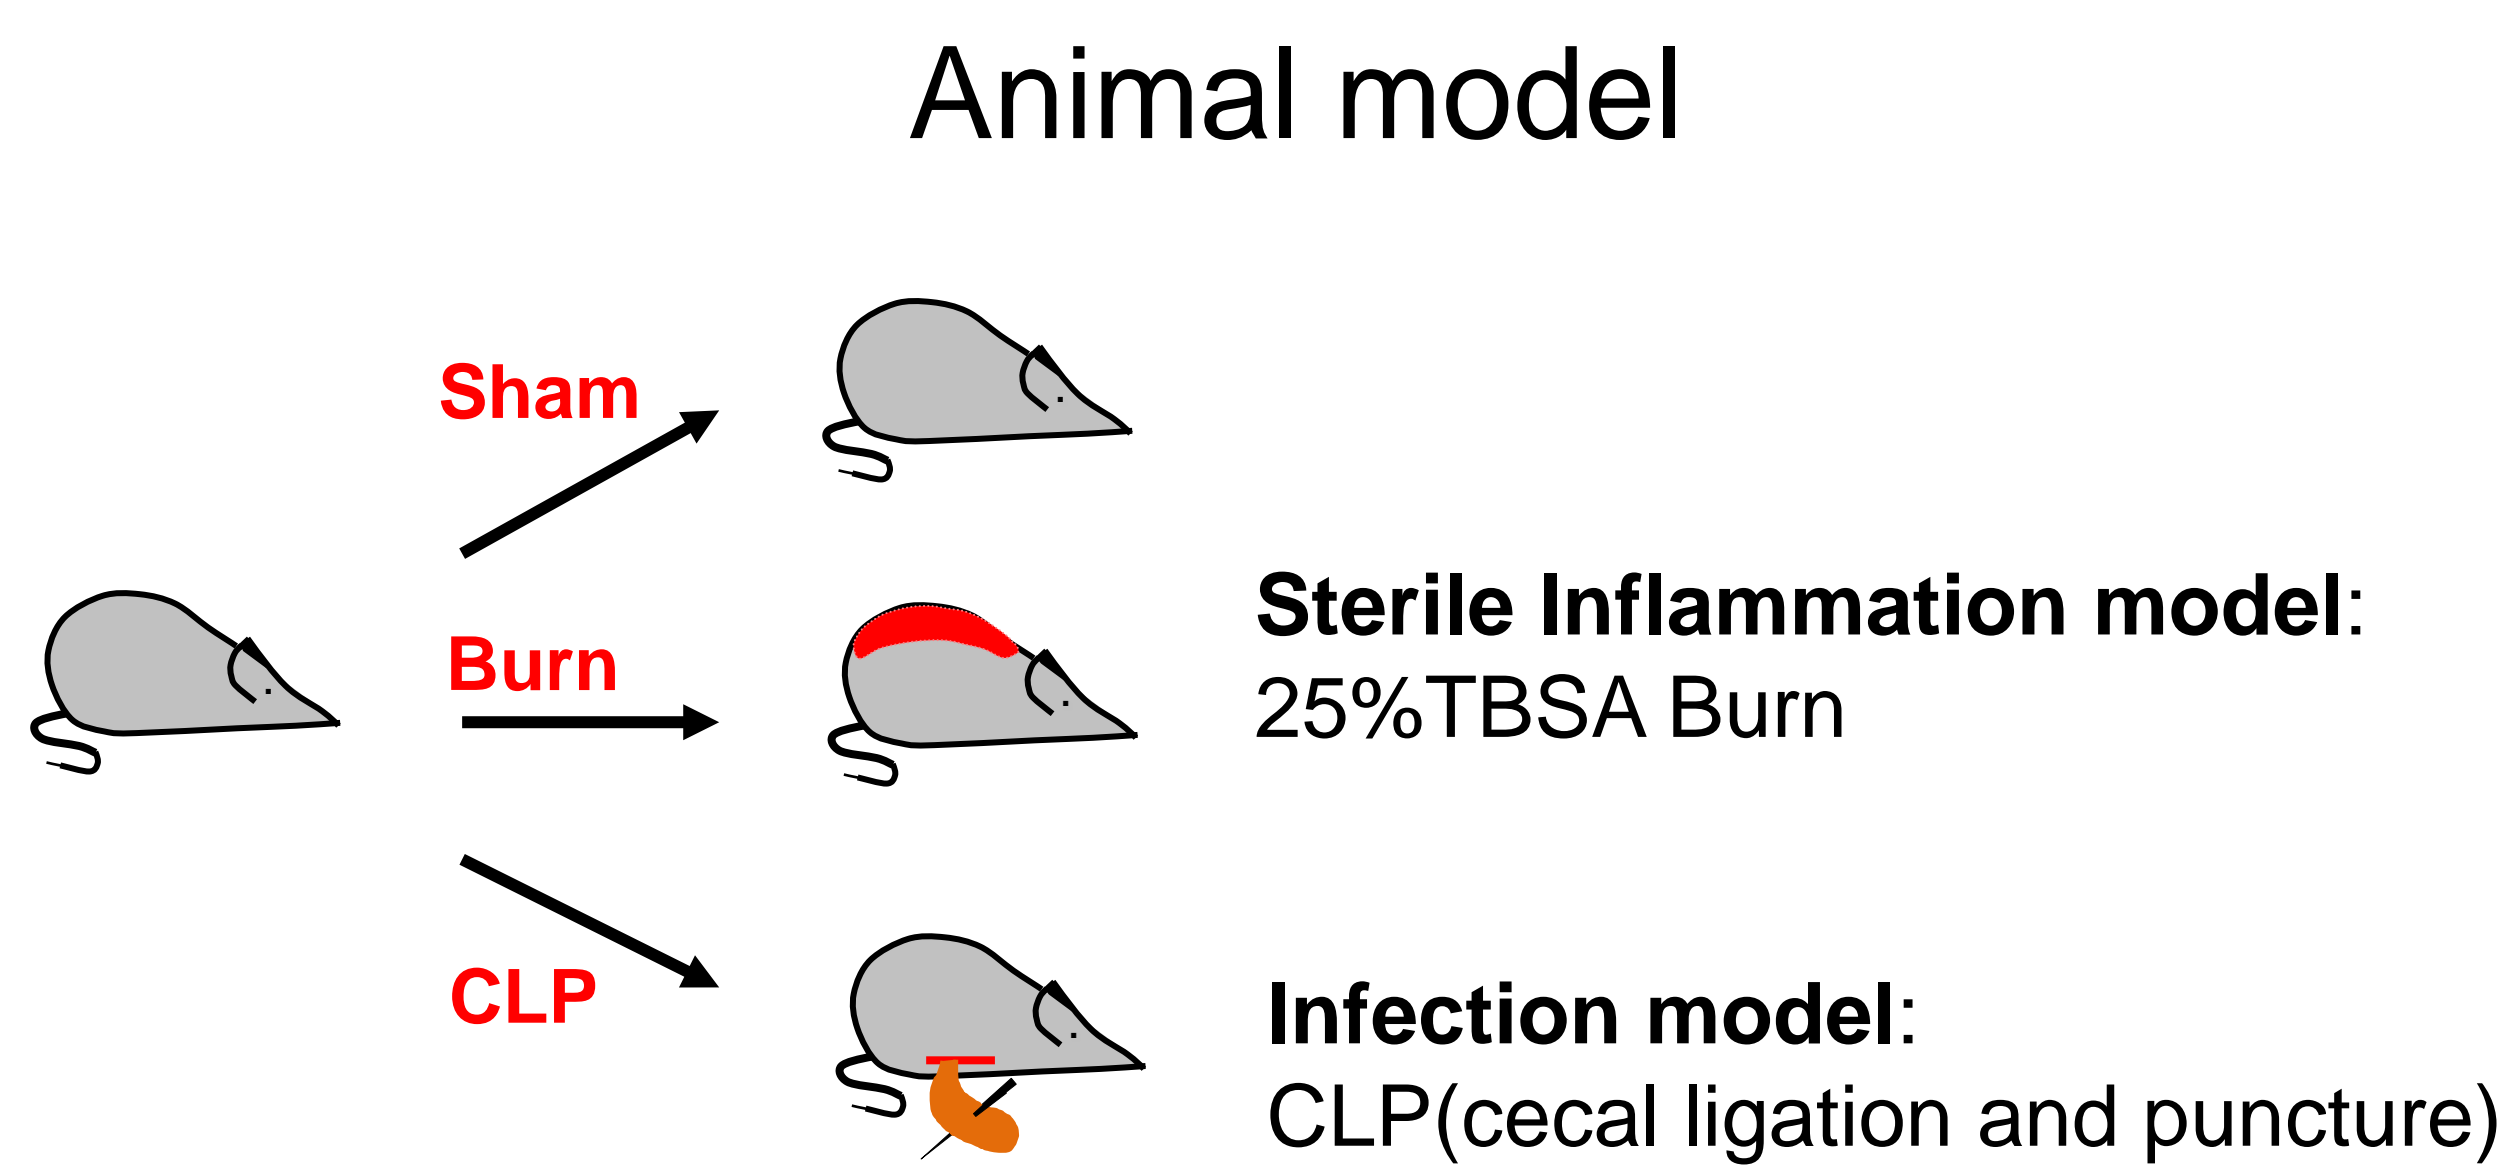 Animal model
Sham
Burn
Sterile Inflammation model:
25%TBSA Burn
CLP
Infection model:
CLP(cecal ligation and puncture)